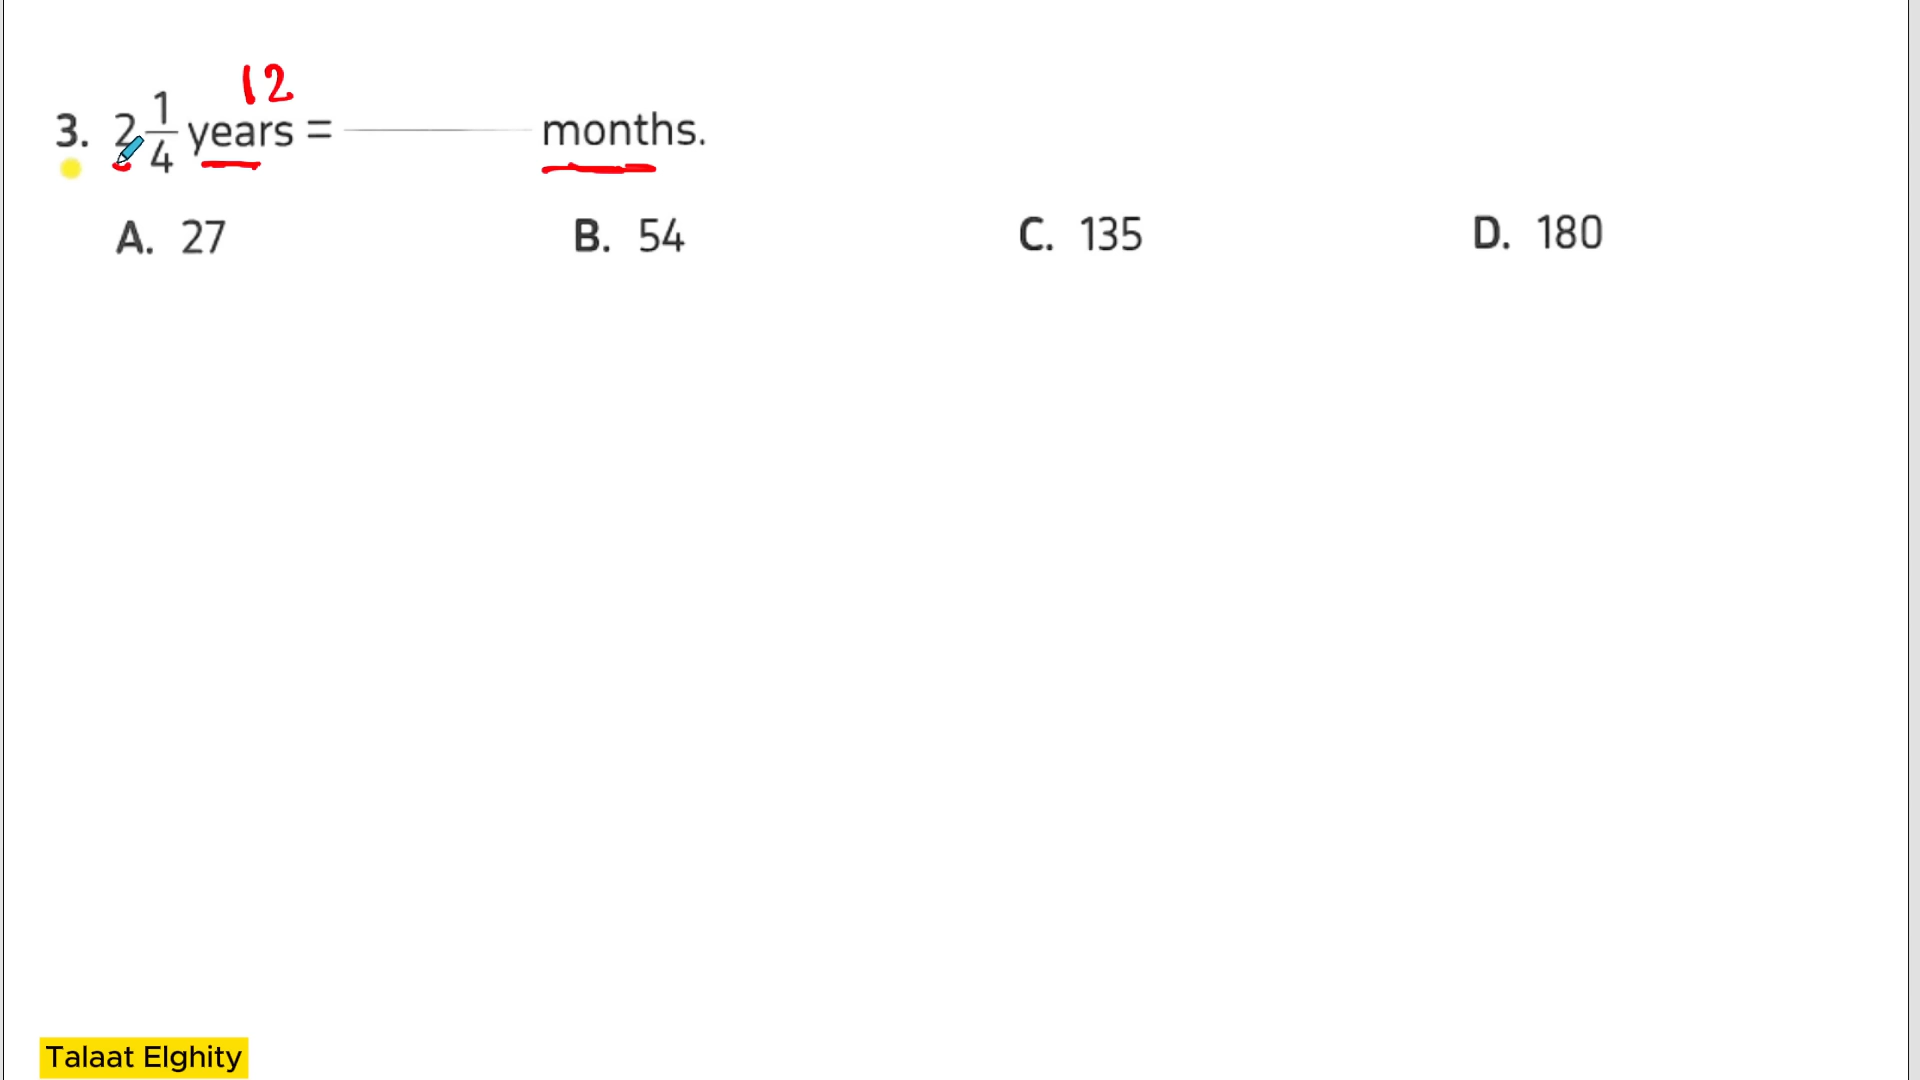 12
3. 2 1/4 years = ______ months.
A. 27 B. 54 C. 135 D. 180
Talaat Elghity